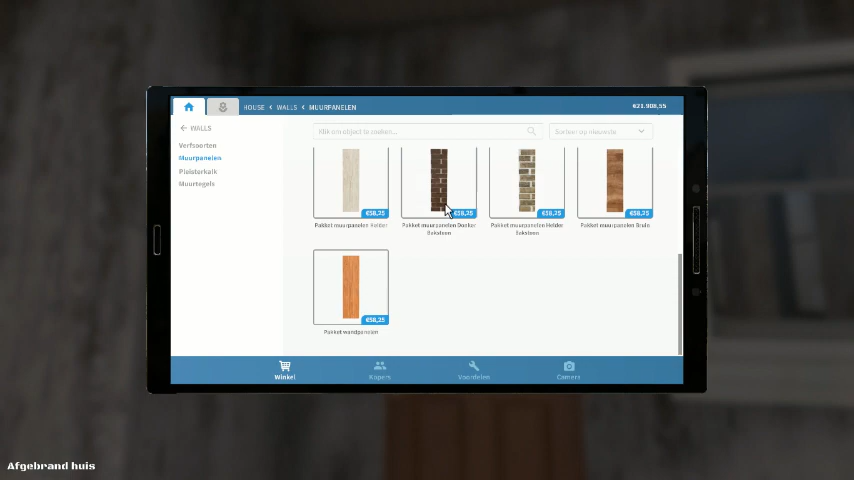 HOUSE < WALLS < MUURPANELEN
€21.908,55
← WALLS
Verfsoorten
Muurpanelen
Pleisterkalk
Muurtegels
Klik om object te zoeken...
Sorteer op nieuwste
€58,25
€58,25
€58,25
€58,25
Pakket muurpanelen Helder
Pakket muurpanelen Donker
Baksteen
Pakket muurpanelen Helder
Baksteen
Pakket muurpanelen Bruin
€58,25
Pakket wandpanelen
Winkel
Kopers
Voordelen
Camera
Afgebrand huis